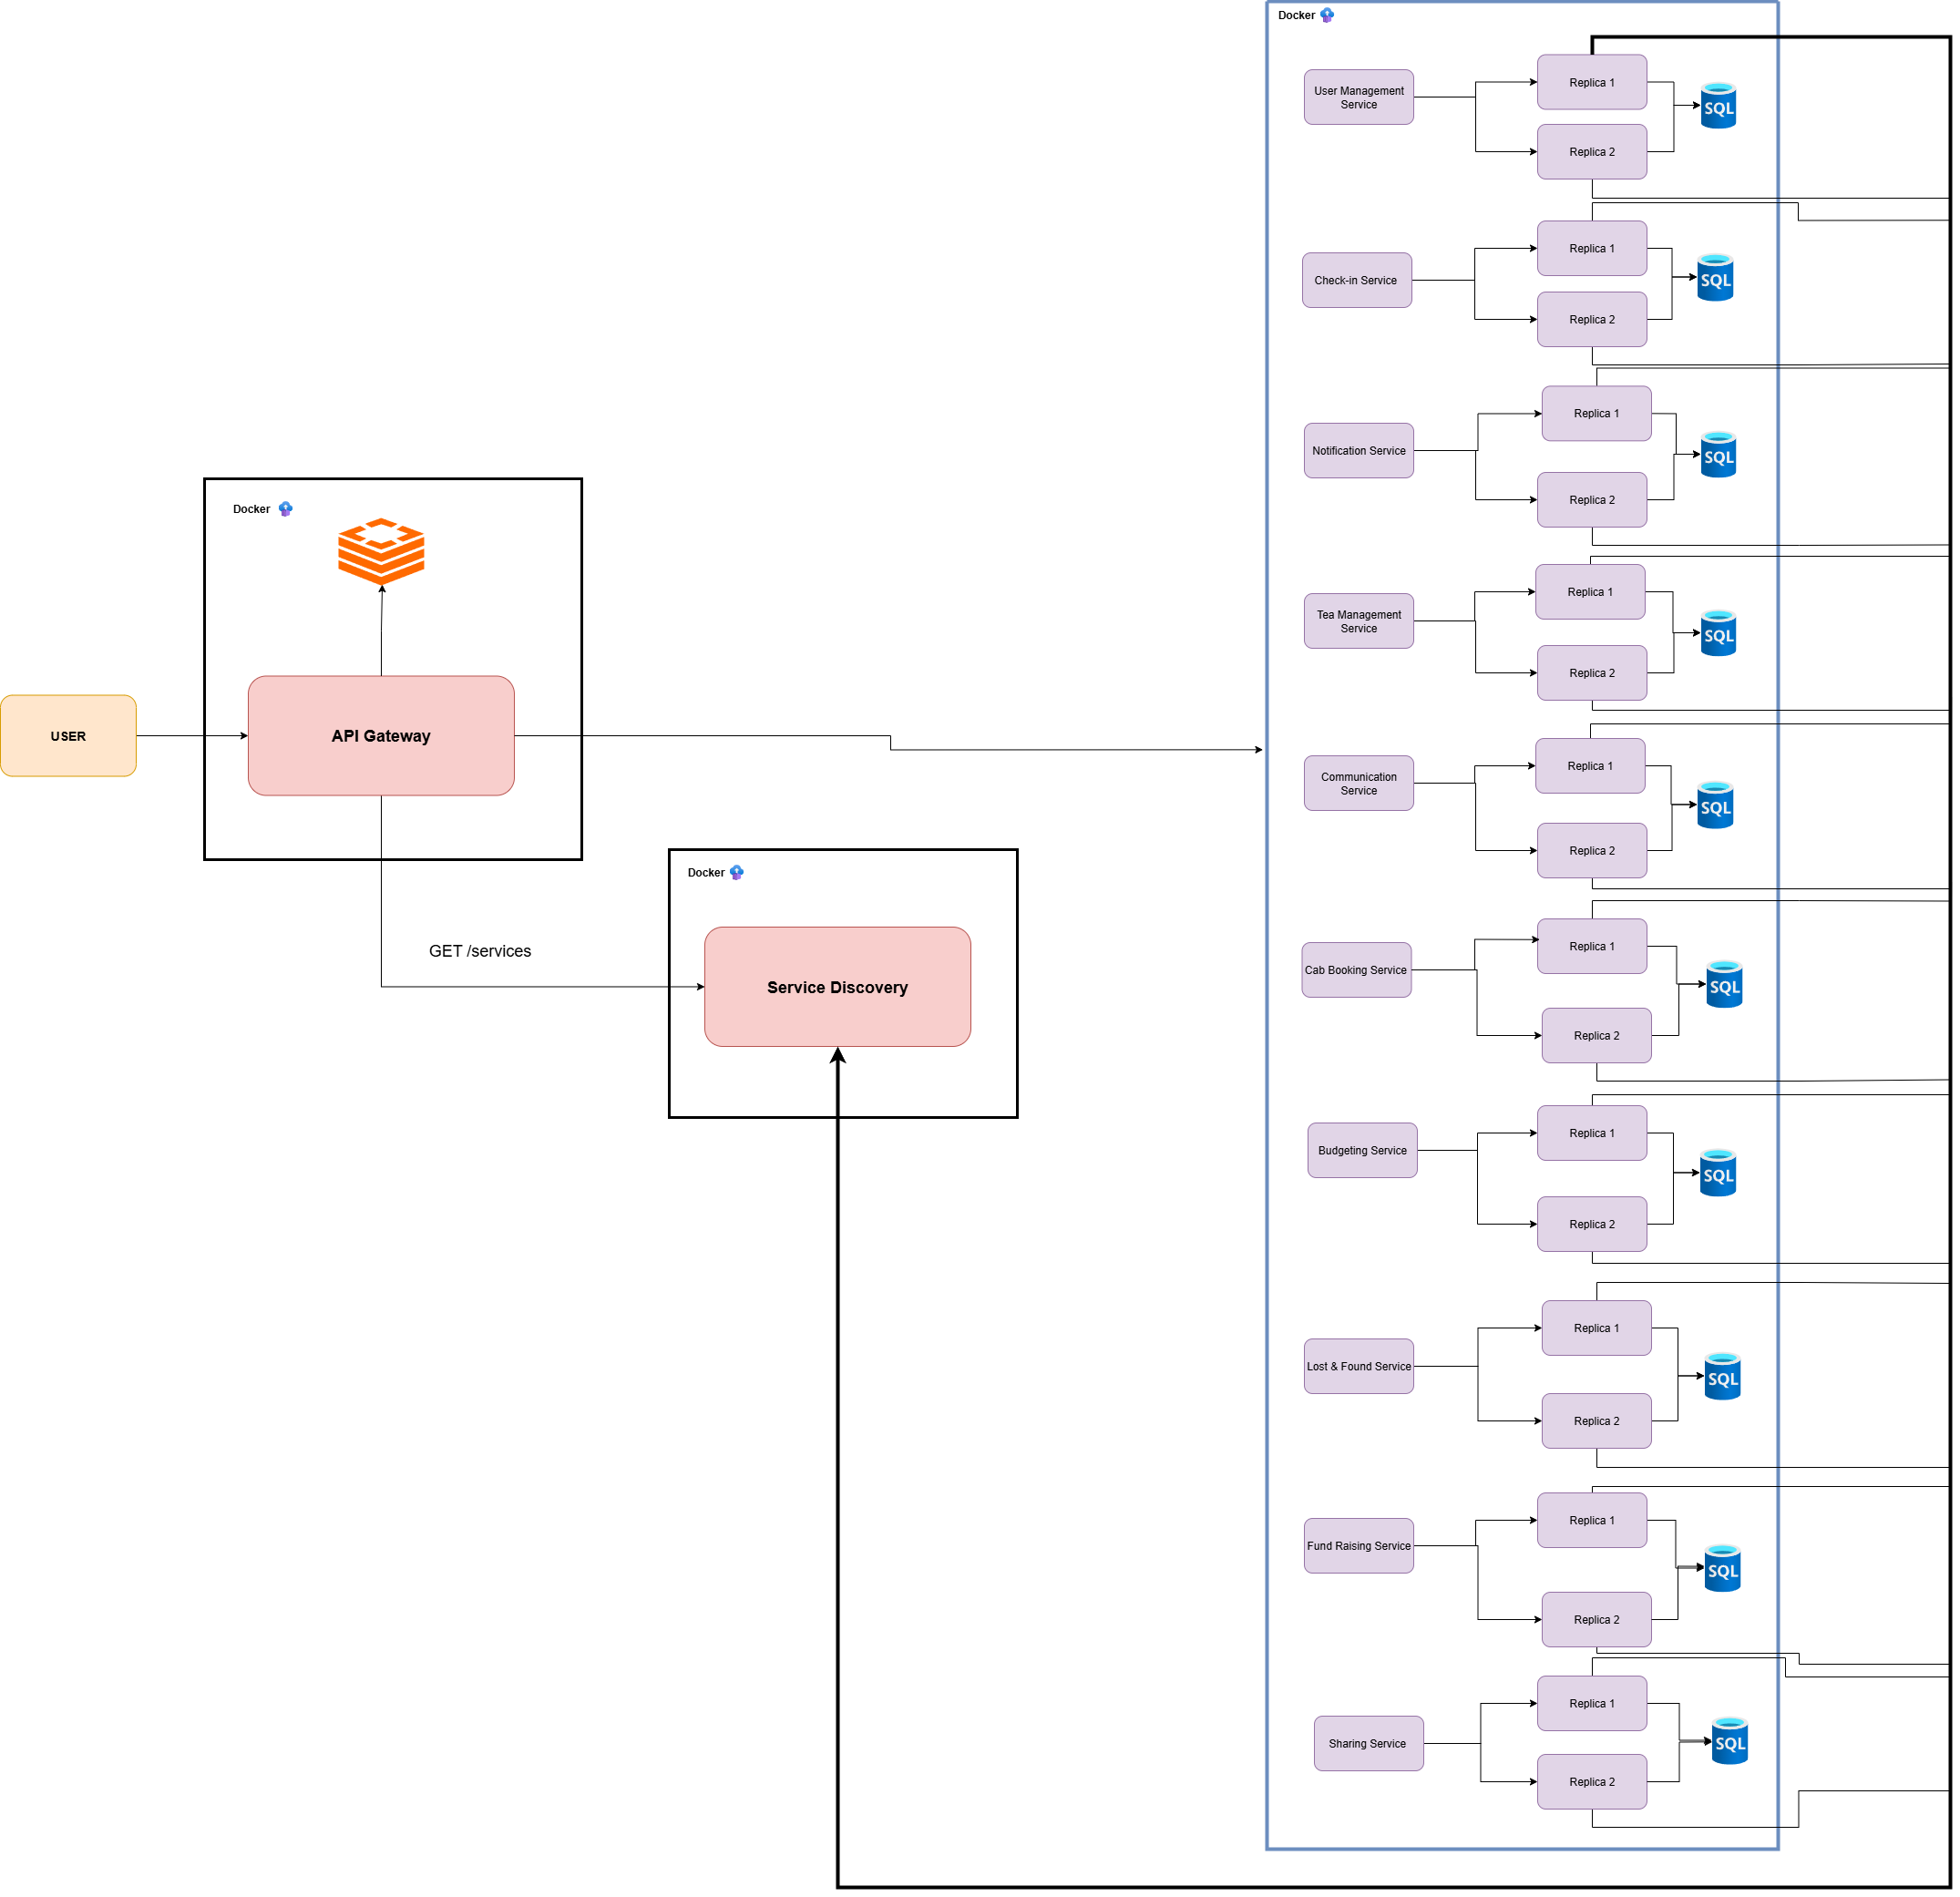 Docker
User Management
Service
Replica 1
Replica 2
SQL
Check-in Service
Replica 1
Replica 2
SQL
Notification Service
Replica 1
Replica 2
SQL
Docker
USER
API Gateway
GET /services
Docker
Service Discovery
Tea Management
Service
Replica 1
Replica 2
SQL
Communication
Service
Replica 1
Replica 2
SQL
Cab Booking Service
Replica 1
Replica 2
SQL
Budgeting Service
Replica 1
Replica 2
SQL
Lost & Found Service
Replica 1
Replica 2
SQL
Fund Raising Service
Replica 1
Replica 2
SQL
Sharing Service
Replica 1
Replica 2
SQL